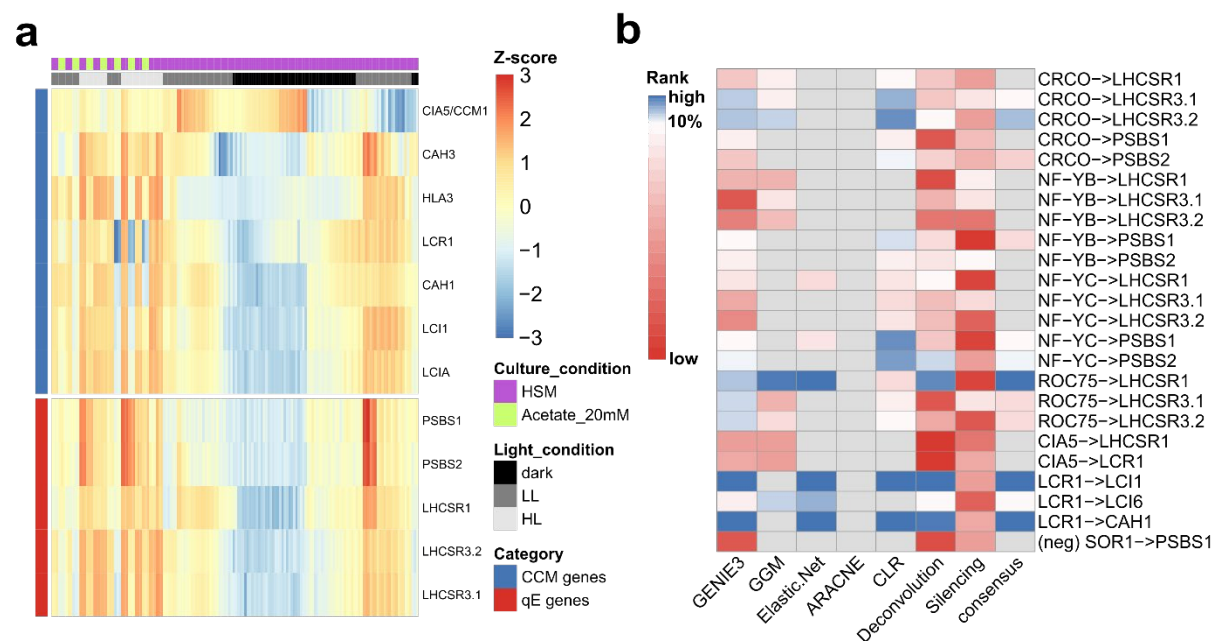 a
CIA5/CCM1
CAH3
HLA3
LCR1
CAH1
LCI1
LCIA
PSBS1
PSBS2
LHCSR1
LHCSR3.2
LHCSR3.1
Z-score
3
2
1
0
−1
−2
−3
Culture_condition
HSM
Acetate_20mM
Light_condition
dark
LL
HL
Category
CCM genes
qE genes
b
Rank
high
10%
low
CRCO−>LHCSR1
CRCO−>LHCSR3.1
CRCO−>LHCSR3.2
CRCO−>PSBS1
CRCO−>PSBS2
NF−YB−>LHCSR1
NF−YB−>LHCSR3.1
NF−YB−>LHCSR3.2
NF−YB−>PSBS1
NF−YB−>PSBS2
NF−YC−>LHCSR1
NF−YC−>LHCSR3.1
NF−YC−>LHCSR3.2
NF−YC−>PSBS1
NF−YC−>PSBS2
ROC75−>LHCSR1
ROC75−>LHCSR3.1
ROC75−>LHCSR3.2
CIA5−>LHCSR1
CIA5−>LCR1
LCR1−>LCI1
LCR1−>LCI6
LCR1−>CAH1
(neg) SOR1−>PSBS1
GENIE3
GGM
Elastic.Net
ARACNE
CLR
Deconvolution
Silencing
consensus